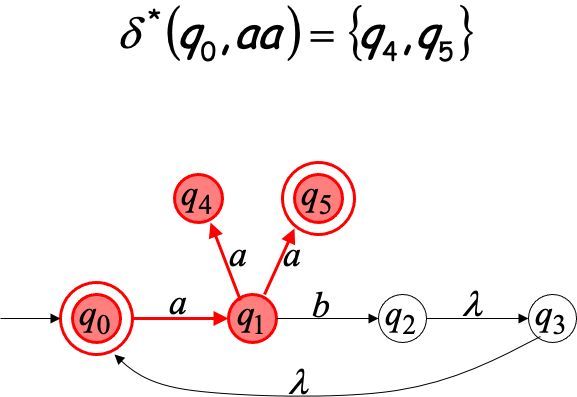 δ*(q₀, aa) = {q₄, q₅}
q₄ q₅
a a
q₀ a q₁ b q₂ λ q₃
λ